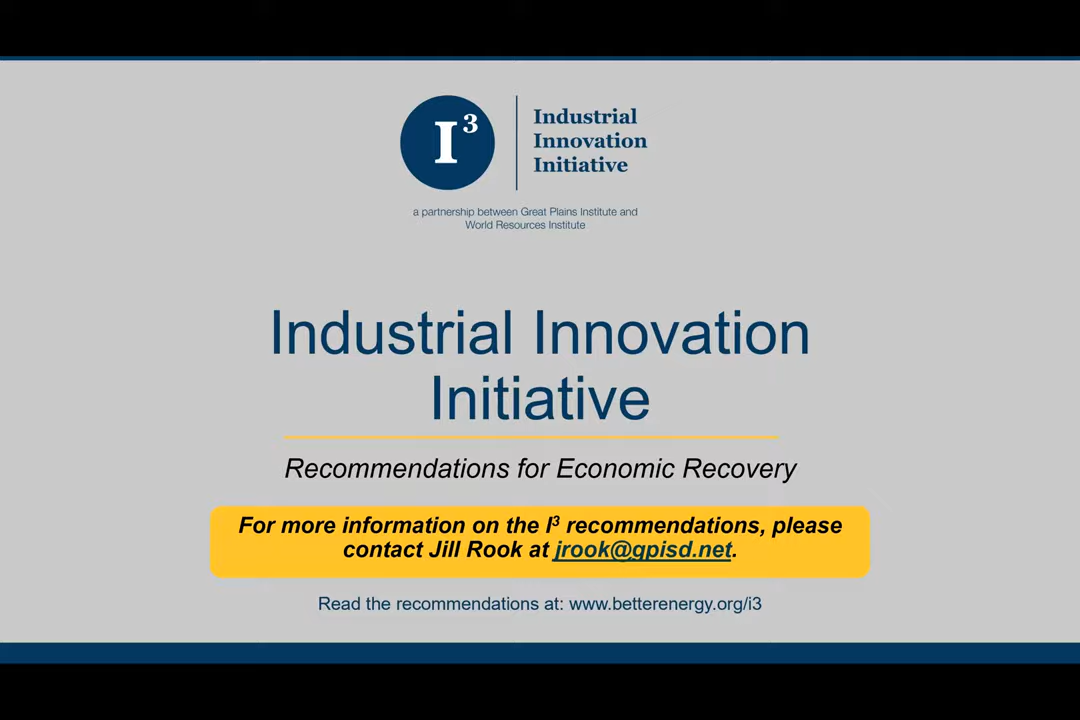 I³
Industrial
Innovation
Initiative
a partnership between Great Plains Institute and
World Resources Institute
Industrial Innovation
Initiative
Recommendations for Economic Recovery
For more information on the I³ recommendations, please
contact Jill Rook at jrook@gpisd.net.
Read the recommendations at: www.betterenergy.org/i3